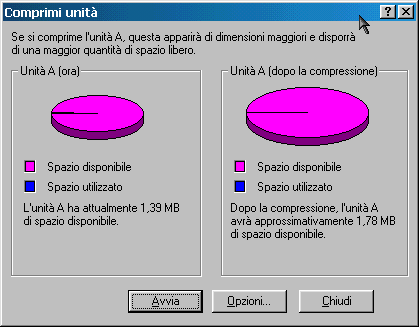 Comprimi unità
Se si comprime l'unità A, questa apparirà di dimensioni maggiori e disporrà
di una maggior quantità di spazio libero.
Unità A (ora)
Spazio disponibile
Spazio utilizzato
L'unità A ha attualmente 1,39 MB
di spazio disponibile.
Unità A (dopo la compressione)
Spazio disponibile
Spazio utilizzato
Dopo la compressione, l'unità A
avrà approssimativamente 1,78 MB
di spazio disponibile.
Avvia
Opzioni...
Chiudi